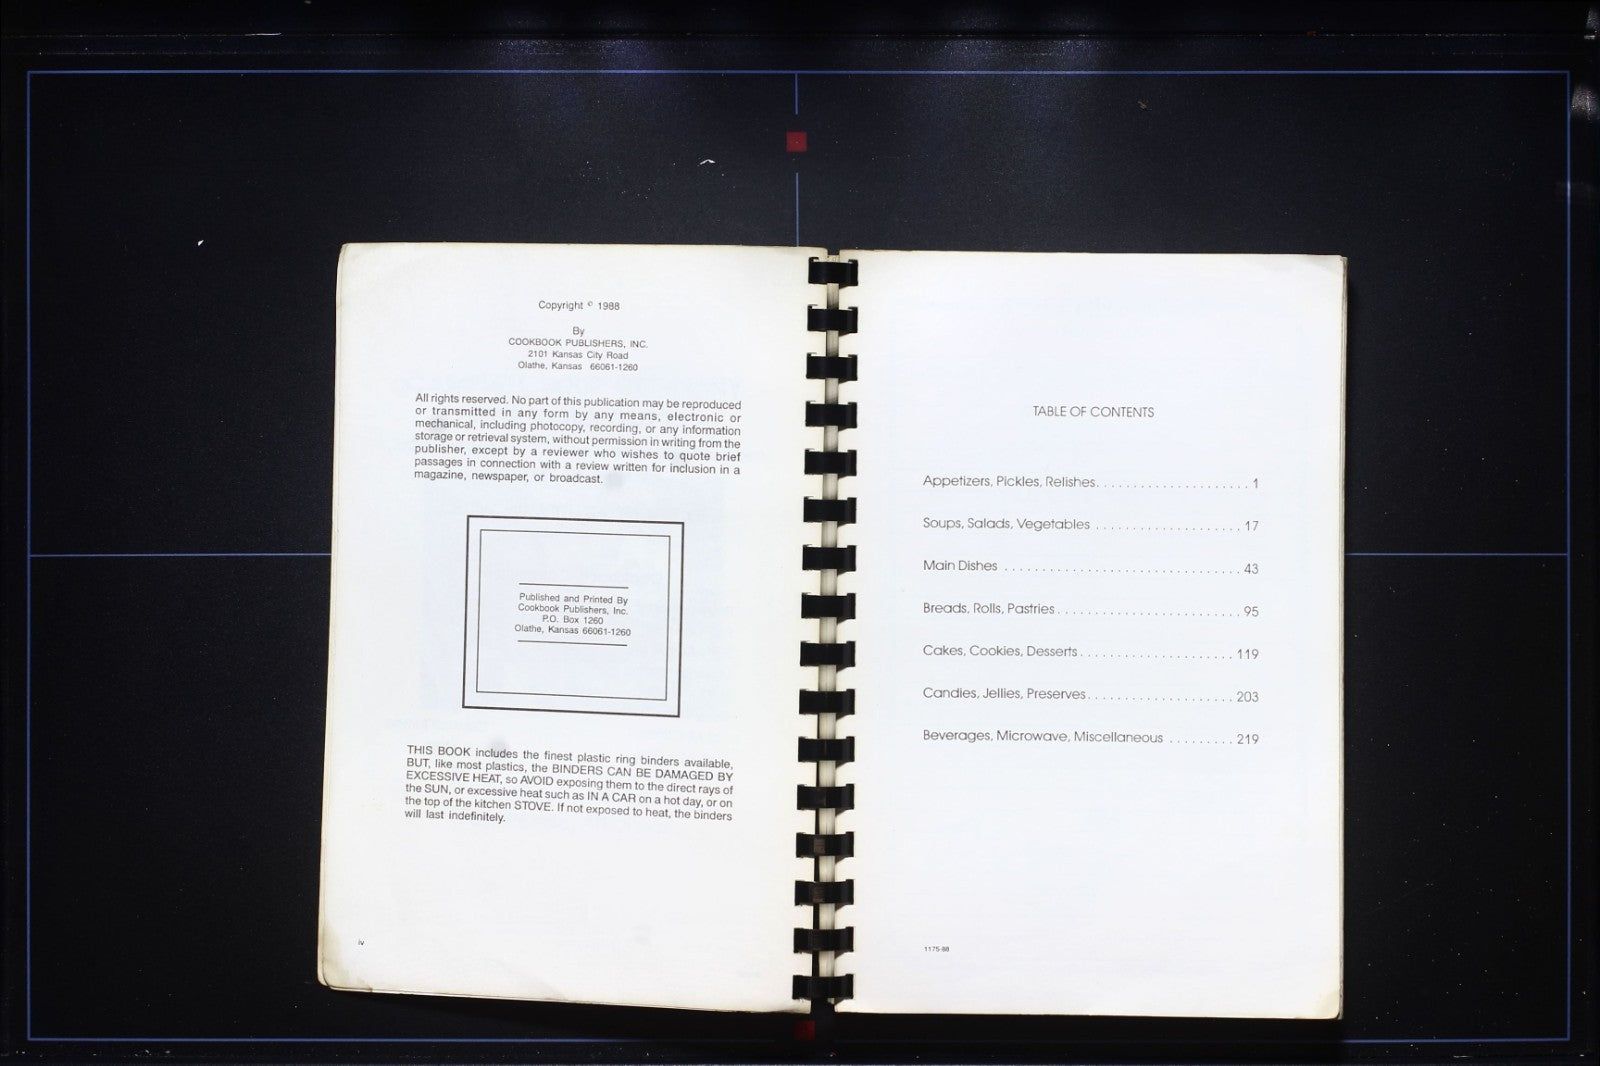 Copyright © 1988
By
COOKBOOK PUBLISHERS, INC.
2101 Kansas City Road
Olathe, Kansas 66061-1260
All rights reserved. No part of this publication may be reproduced
or transmitted in any form by any means, electronic or
mechanical, including photocopy, recording, or any information
storage or retrieval system, without permission in writing from the
publisher, except by a reviewer who wishes to quote brief
passages in connection with a review written for inclusion in a
magazine, newspaper, or broadcast.
Published and Printed By
Cookbook Publishers, Inc.
P.O. Box 1260
Olathe, Kansas 66061-1260
THIS BOOK includes the finest plastic ring binders available,
BUT, like most plastics, the BINDERS CAN BE DAMAGED BY
EXCESSIVE HEAT, so AVOID exposing them to the direct rays of
the SUN, or excessive heat such as IN A CAR on a hot day, or on
the top of the kitchen STOVE. If not exposed to heat, the binders
will last indefinitely.
iv
TABLE OF CONTENTS
Appetizers, Pickles, Relishes. . . . . . . . . . . . . . . . . . . . . 1
Soups, Salads, Vegetables . . . . . . . . . . . . . . . . . . . . 17
Main Dishes . . . . . . . . . . . . . . . . . . . . . . . . . . . . . . . . 43
Breads, Rolls, Pastries . . . . . . . . . . . . . . . . . . . . . . . . . 95
Cakes, Cookies, Desserts . . . . . . . . . . . . . . . . . . . . . 119
Candies, Jellies, Preserves . . . . . . . . . . . . . . . . . . . . 203
Beverages, Microwave, Miscellaneous . . . . . . . . . 219
1175-88